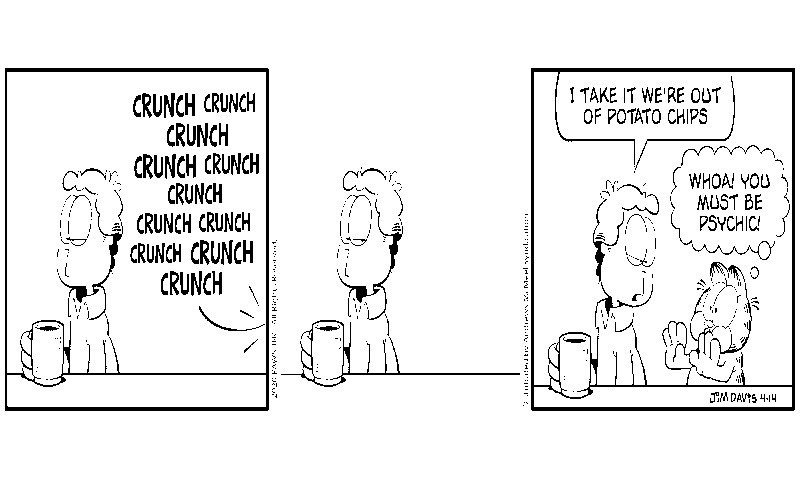 CRUNCH CRUNCH
CRUNCH
CRUNCH CRUNCH
CRUNCH
CRUNCH CRUNCH
CRUNCH CRUNCH
CRUNCH
I TAKE IT WE'RE OUT
OF POTATO CHIPS
WHOA! YOU
MUST BE
PSYCHIC!
JIM DAVIS 4·14